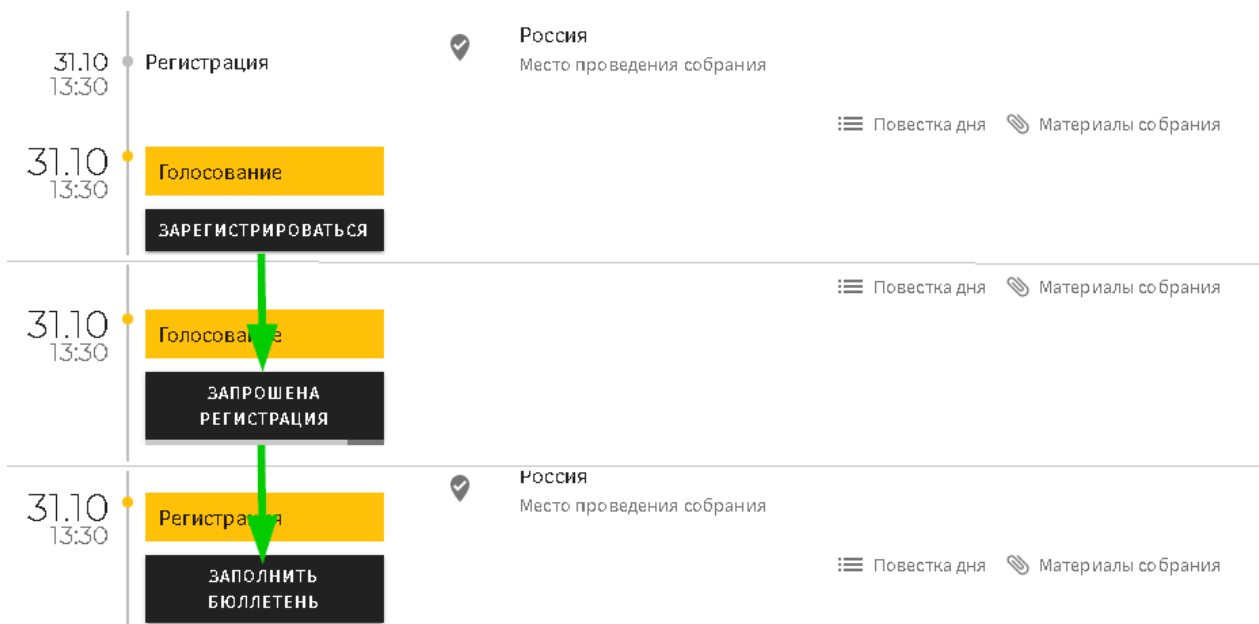 Россия
31.10 Регистрация Место проведения собрания
13:30
Повестка дня Материалы собрания
31.10 Голосование
13:30
ЗАРЕГИСТРИРОВАТЬСЯ
Повестка дня Материалы собрания
31.10 Голосование
13:30
ЗАПРОШЕНА
РЕГИСТРАЦИЯ
Россия
31.10 Регистрация Место проведения собрания
13:30
Повестка дня Материалы собрания
ЗАПОЛНИТЬ
БЮЛЛЕТЕНЬ